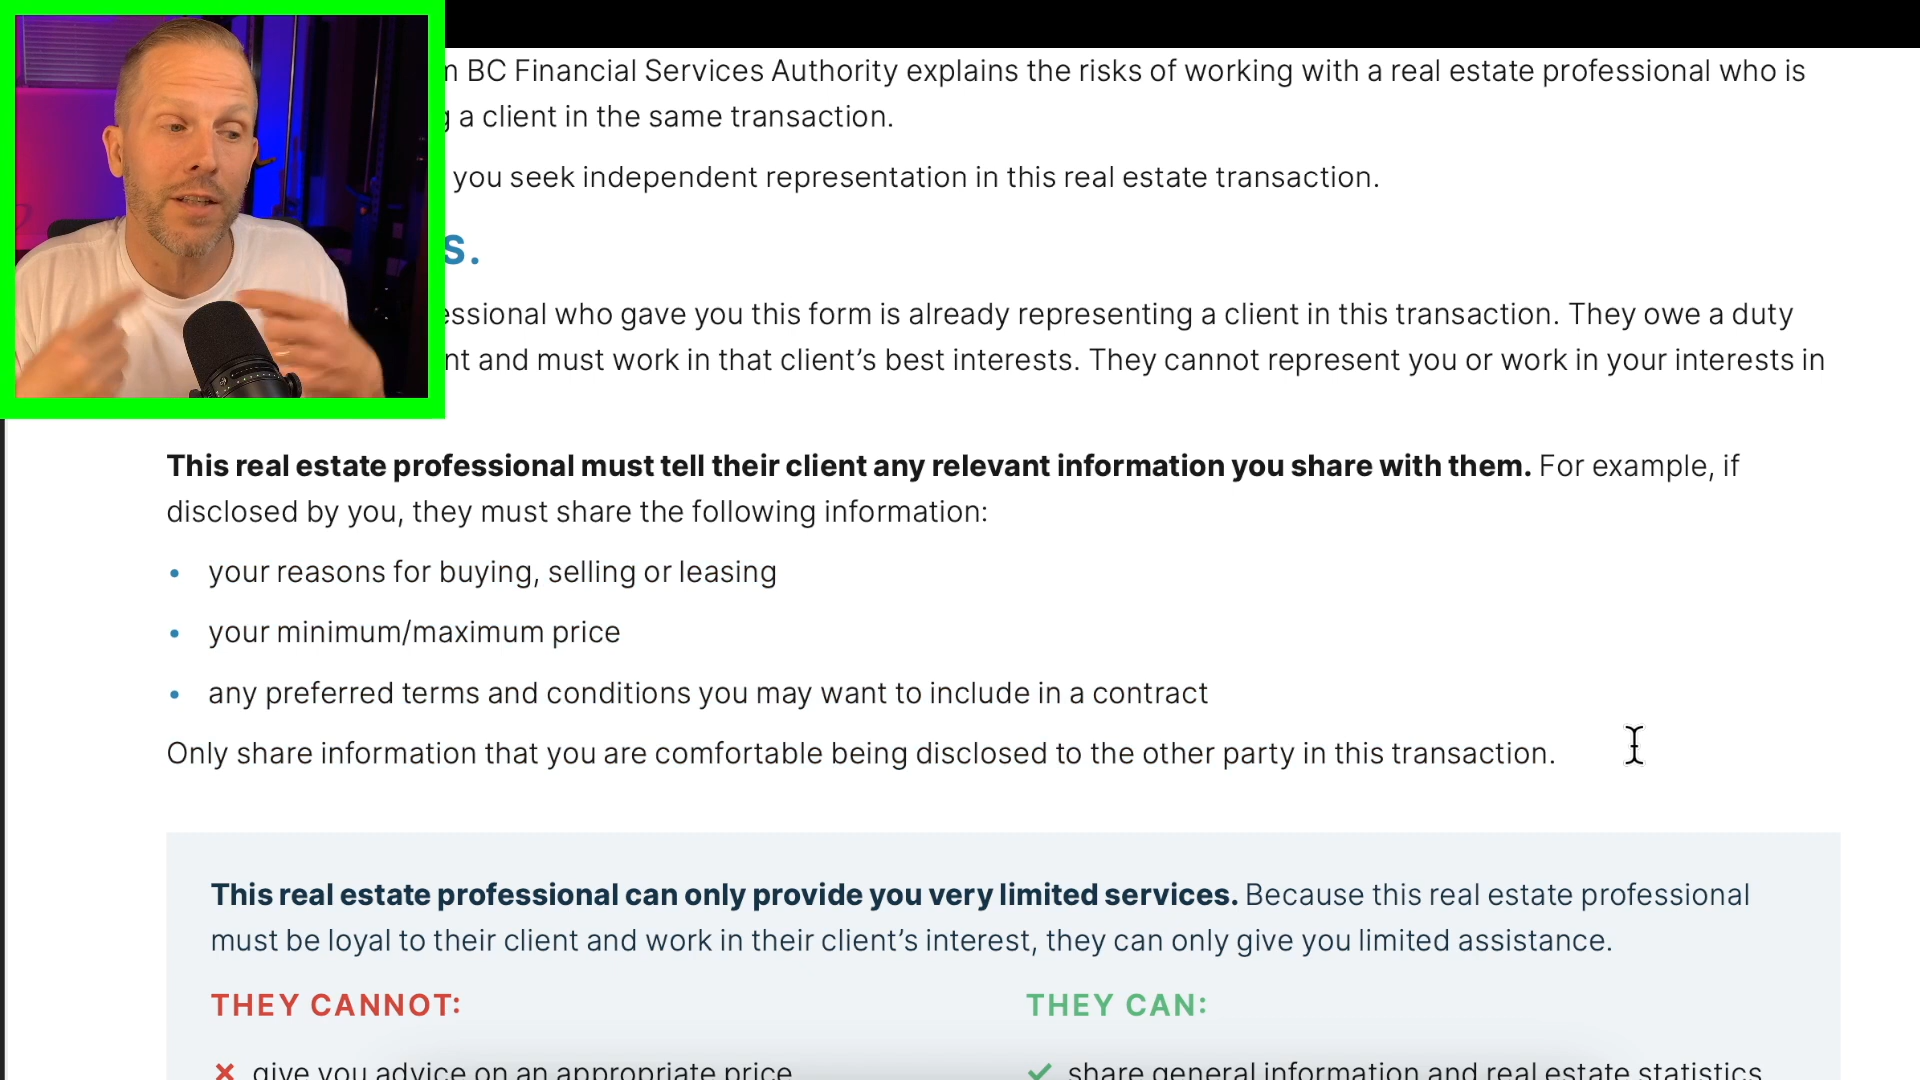 BC Financial Services Authority explains the risks of working with a real estate professional who is
a client in the same transaction.
you seek independent representation in this real estate transaction.
s.
essional who gave you this form is already representing a client in this transaction. They owe a duty
nt and must work in that client’s best interests. They cannot represent you or work in your interests in
This real estate professional must tell their client any relevant information you share with them. For example, if
disclosed by you, they must share the following information:
• your reasons for buying, selling or leasing
• your minimum/maximum price
• any preferred terms and conditions you may want to include in a contract
Only share information that you are comfortable being disclosed to the other party in this transaction.
This real estate professional can only provide you very limited services. Because this real estate professional
must be loyal to their client and work in their client’s interest, they can only give you limited assistance.
THEY CANNOT:
THEY CAN:
✗ give you advice on an appropriate price
✓ share general information and real estate statistics